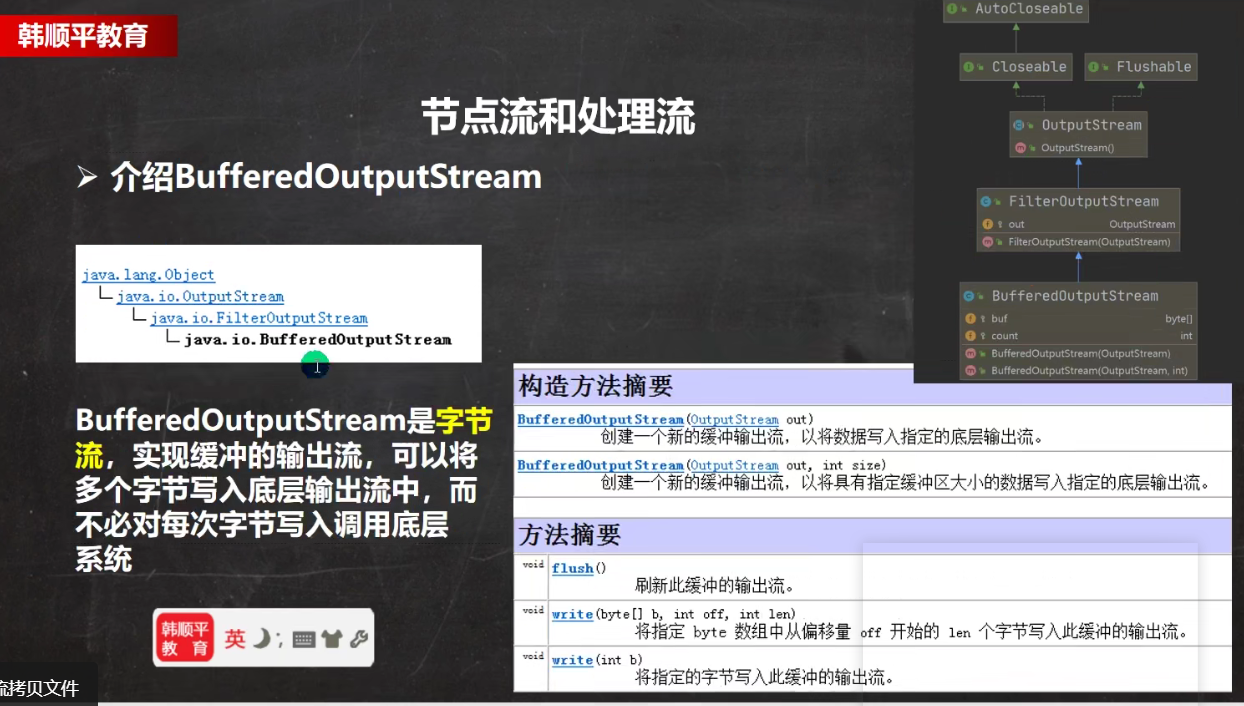 韩顺平教育
节点流和处理流
➢ 介绍BufferedOutputStream
java.lang.Object
java.io.OutputStream
java.io.FilterOutputStream
java.io.BufferedOutputStream
BufferedOutputStream是字节
流，实现缓冲的输出流，可以将
多个字节写入底层输出流中，而
不必对每次字节写入调用底层
系统
韩顺平
教 育
英
流拷贝文件
AutoCloseable
Closeable
Flushable
OutputStream
OutputStream()
FilterOutputStream
out OutputStream
FilterOutputStream(OutputStream)
BufferedOutputStream
buf byte[]
count int
BufferedOutputStream(OutputStream)
BufferedOutputStream(OutputStream, int)
构造方法摘要
BufferedOutputStream(OutputStream out)
创建一个新的缓冲输出流，以将数据写入指定的底层输出流。
BufferedOutputStream(OutputStream out, int size)
创建一个新的缓冲输出流，以将具有指定缓冲区大小的数据写入指定的底层输出流。
方法摘要
void flush()
刷新此缓冲的输出流。
void write(byte[] b, int off, int len)
将指定 byte 数组中从偏移量 off 开始的 len 个字节写入此缓冲的输出流。
void write(int b)
将指定的字节写入此缓冲的输出流。